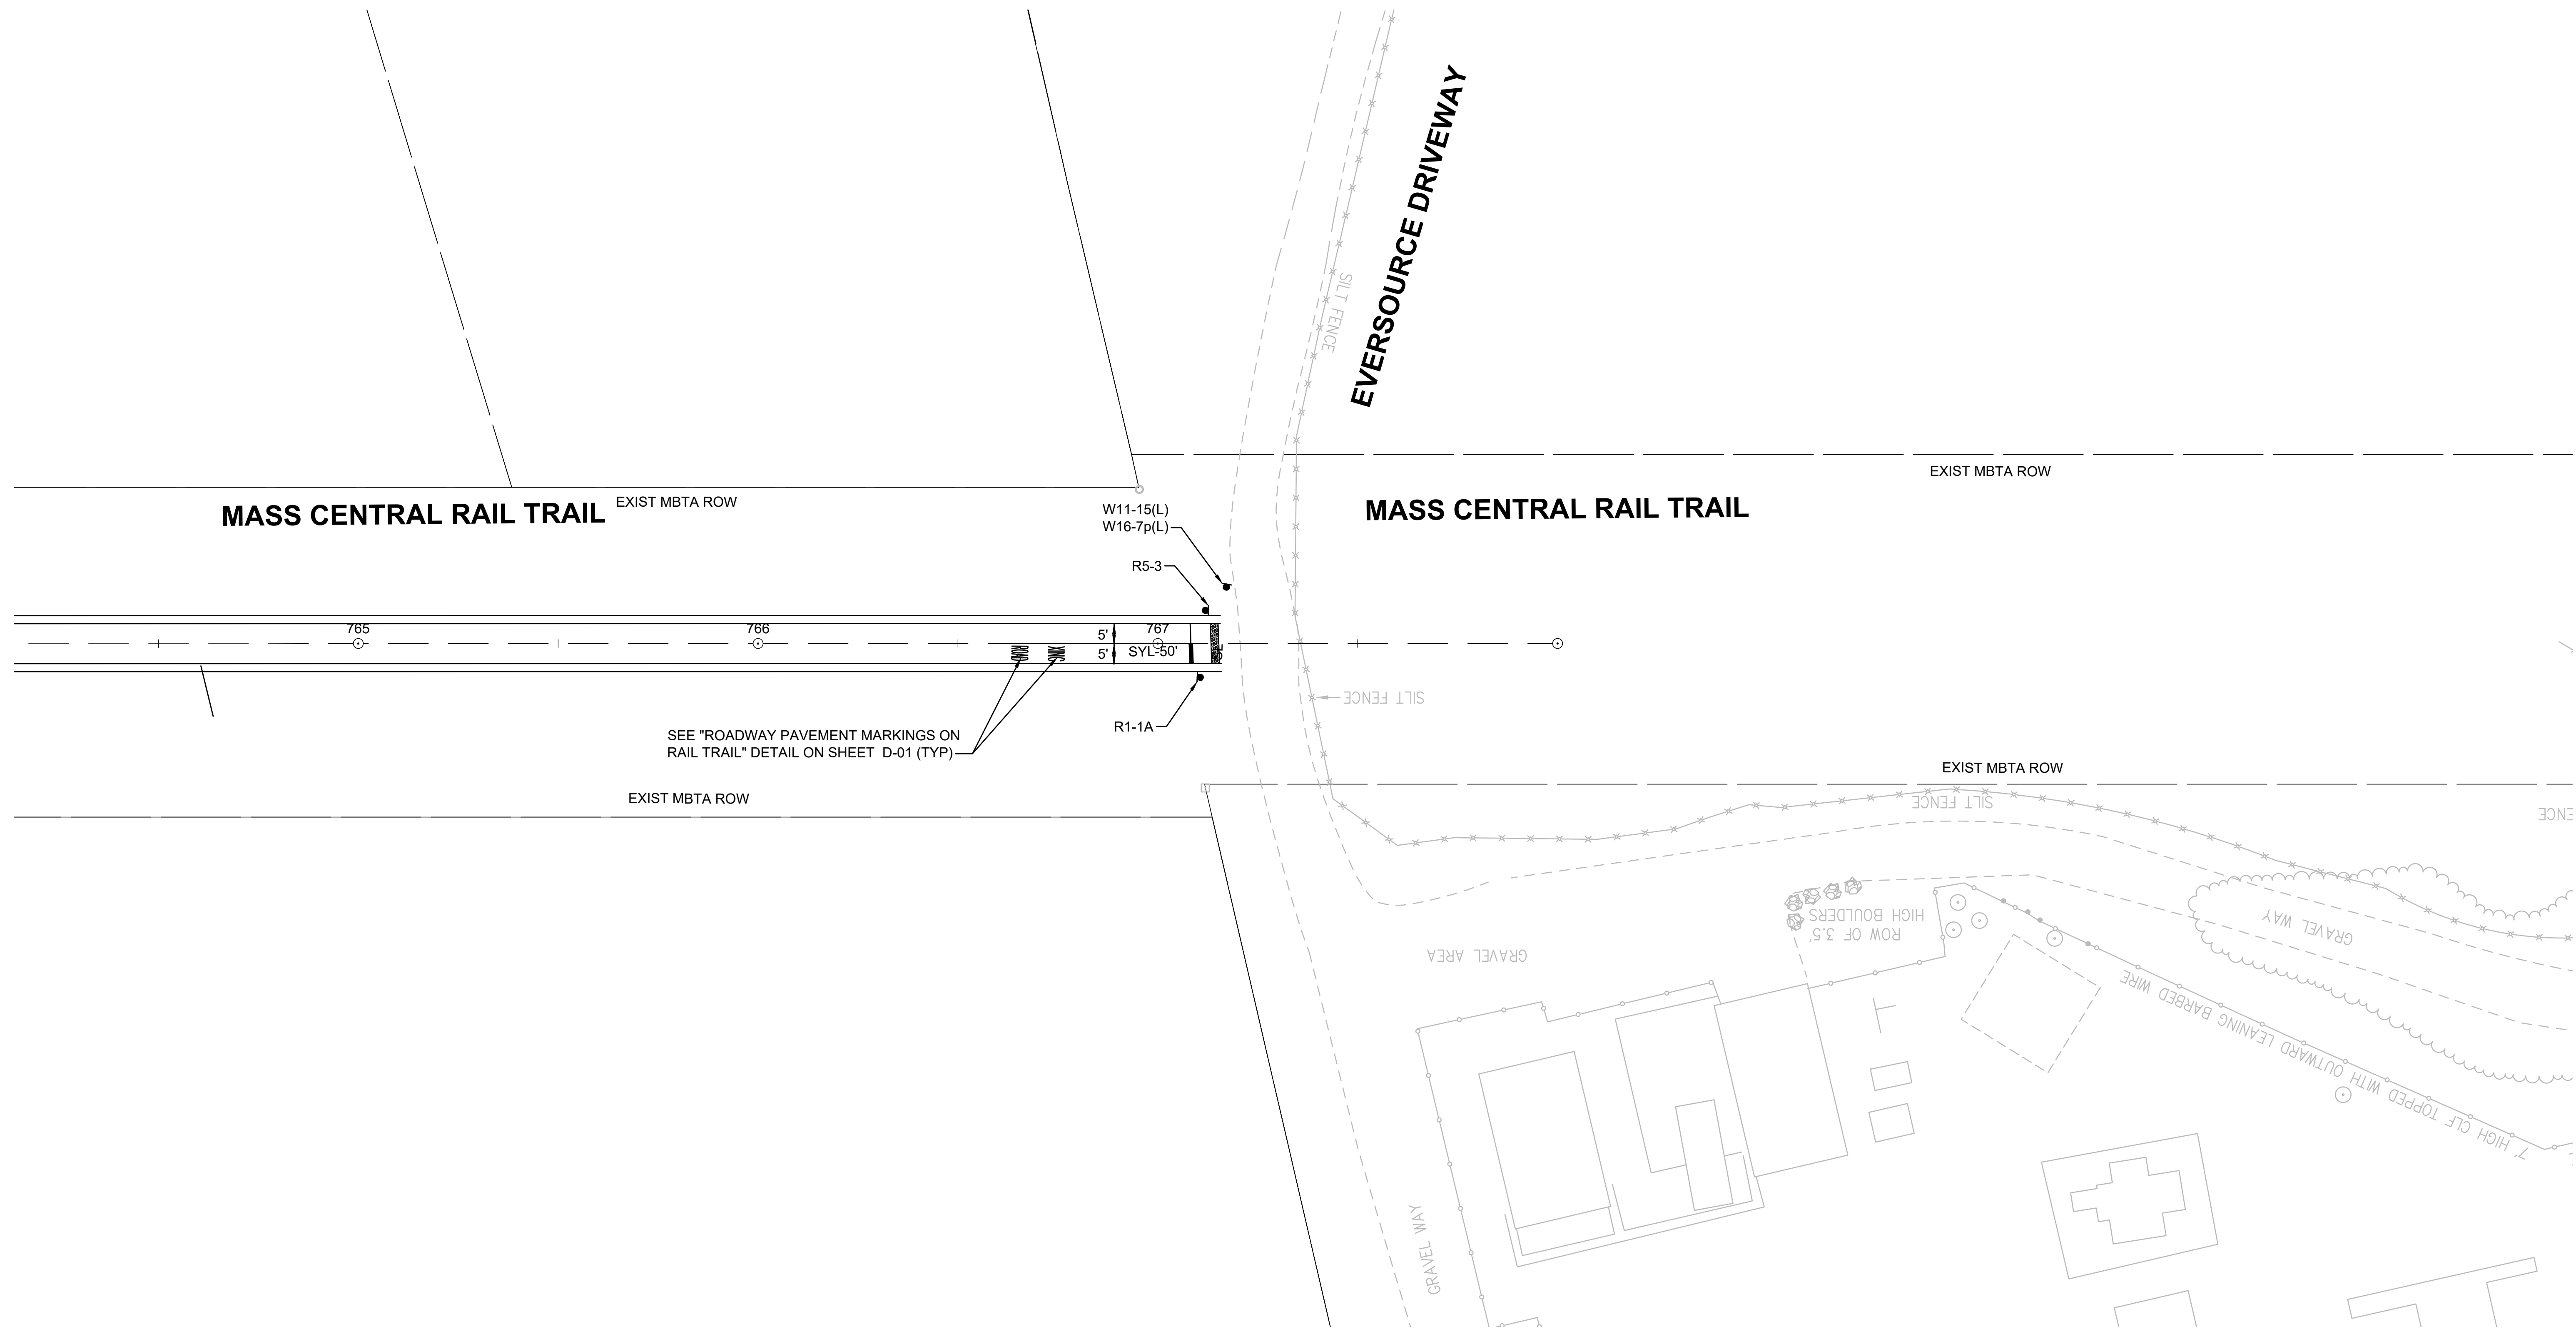 EVERSOURCE DRIVEWAY
SILT FENCE
EXIST MBTA ROW
MASS CENTRAL RAIL TRAIL
EXIST MBTA ROW
MASS CENTRAL RAIL TRAIL
W11-15(L)
W16-7p(L)
R5-3
765
766
767
5'
5'
SYL-50'
ROAD
XING
SILT FENCE
R1-1A
SEE "ROADWAY PAVEMENT MARKINGS ON
RAIL TRAIL" DETAIL ON SHEET D-01 (TYP)
EXIST MBTA ROW
EXIST MBTA ROW
SILT FENCE
ROW OF 3.5'
HIGH BOULDERS
GRAVEL WAY
GRAVEL AREA
7' HIGH CLF TOPPED WITH OUTWARD LEANING BARBED WIRE
GRAVEL WAY